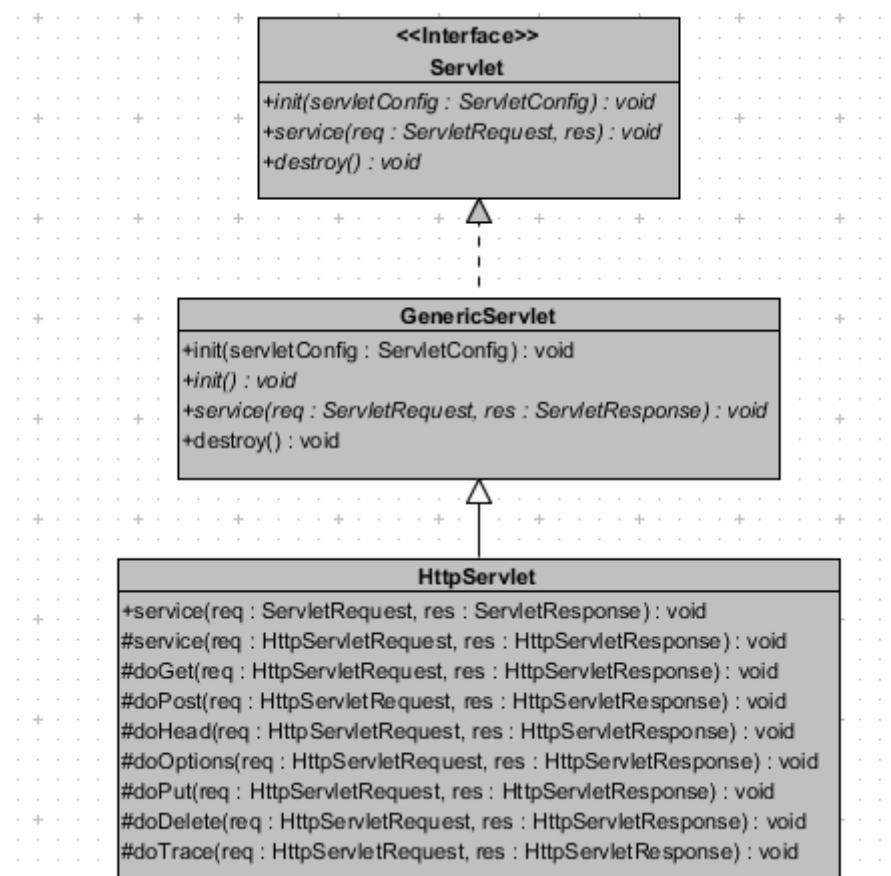 <<Interface>>
Servlet
+init(servletConfig : ServletConfig) : void
+service(req : ServletRequest, res) : void
+destroy() : void
GenericServlet
+init(servletConfig : ServletConfig) : void
+init() : void
+service(req : ServletRequest, res : ServletResponse) : void
+destroy() : void
HttpServlet
+service(req : ServletRequest, res : ServletResponse) : void
#service(req : HttpServletRequest, res : HttpServletResponse) : void
#doGet(req : HttpServletRequest, res : HttpServletResponse) : void
#doPost(req : HttpServletRequest, res : HttpServletResponse) : void
#doHead(req : HttpServletRequest, res : HttpServletResponse) : void
#doOptions(req : HttpServletRequest, res : HttpServletResponse) : void
#doPut(req : HttpServletRequest, res : HttpServletResponse) : void
#doDelete(req : HttpServletRequest, res : HttpServletResponse) : void
#doTrace(req : HttpServletRequest, res : HttpServletResponse) : void